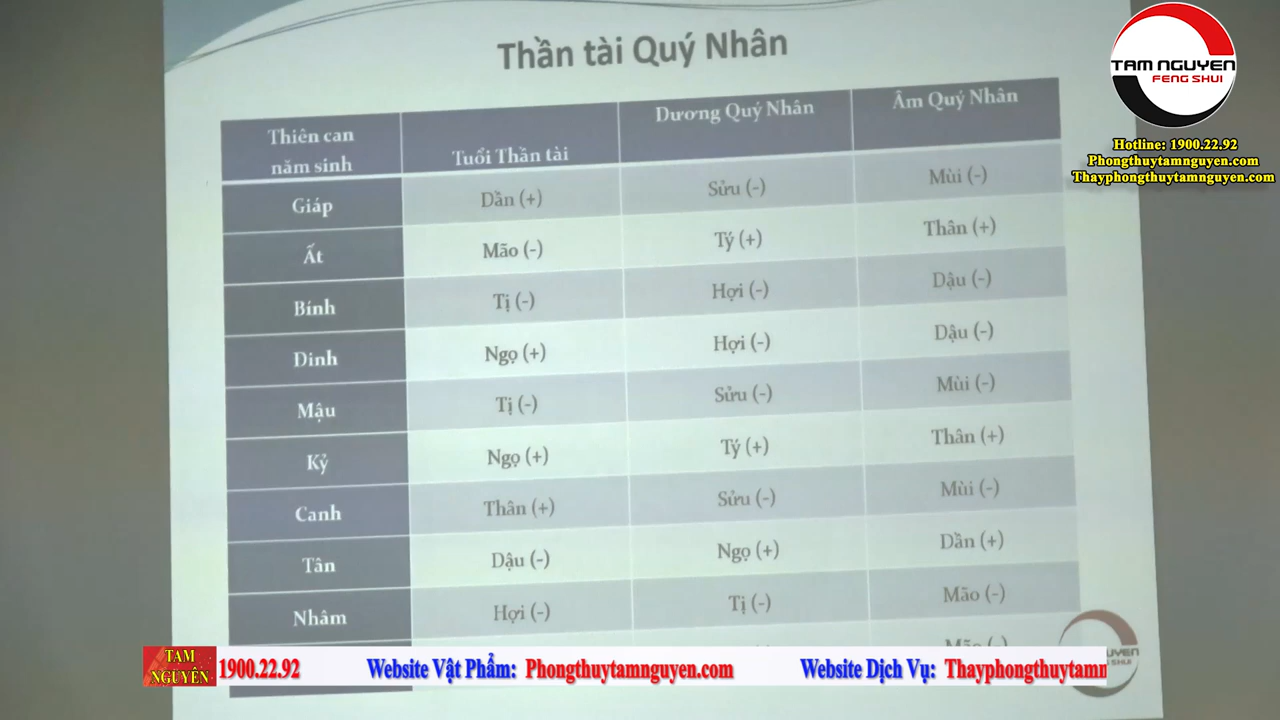 Thần tài Quý Nhân
TAM NGUYEN
FENG SHUI
Hotline: 1900.22.92
Phongthuytamnguyen.com
Thayphongthuytamnguyen.com
Thiên can năm sinh | Tuổi Thần tài | Dương Quý Nhân | Âm Quý Nhân
Giáp | Dần (+) | Sửu (-) | Mùi (-)
Ất | Mão (-) | Tý (+) | Thân (+)
Bính | Tị (-) | Hợi (-) | Dậu (-)
Dinh | Ngọ (+) | Hợi (-) | Dậu (-)
Mậu | Tị (-) | Sửu (-) | Mùi (-)
Kỷ | Ngọ (+) | Tý (+) | Thân (+)
Canh | Thân (+) | Sửu (-) | Mùi (-)
Tân | Dậu (-) | Ngọ (+) | Dần (+)
Nhâm | Hợi (-) | Tị (-) | Mão (-)
Mão (-)
TAM NGUYÊN 1900.22.92 Website Vật Phẩm: Phongthuytamnguyen.com Website Dịch Vụ: Thayphongthuytamn